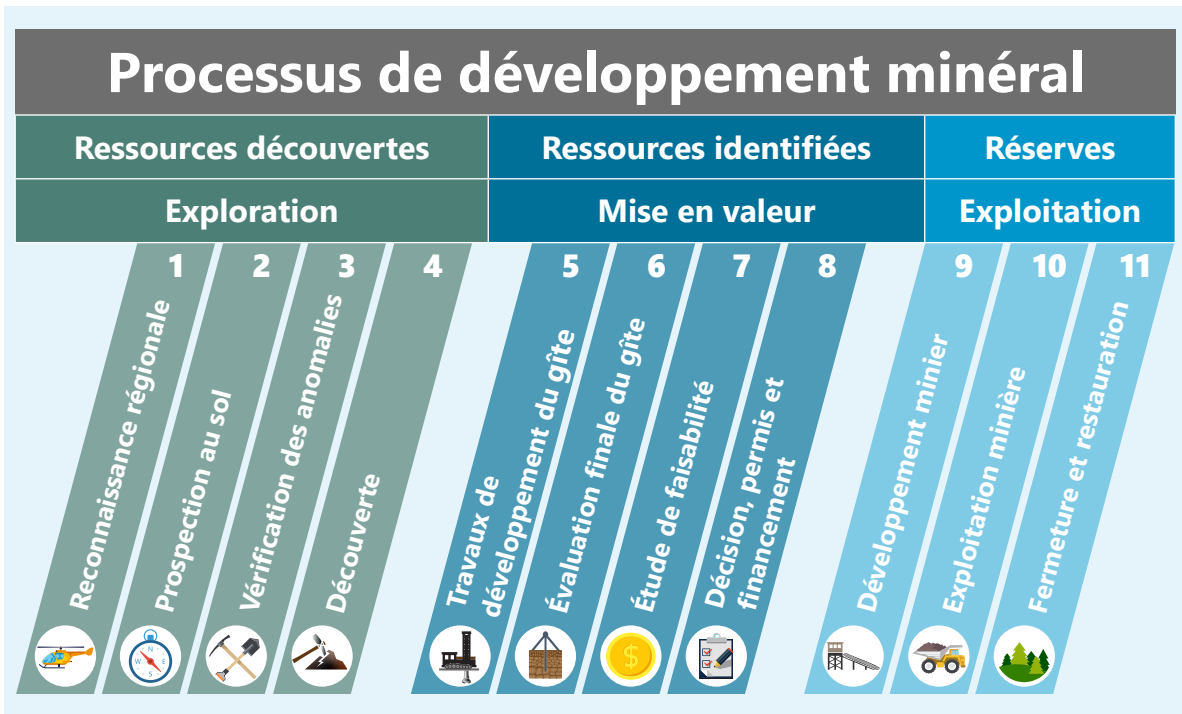 Processus de développement minéral
Ressources découvertes
Ressources identifiées
Réserves
Exploration
Mise en valeur
Exploitation
1
Reconnaissance régionale
2
Prospection au sol
3
Vérification des anomalies
4
Découverte
5
Travaux de
développement du gîte
6
Évaluation finale du gîte
7
Étude de faisabilité
8
Décision, permis et
financement
9
Développement minier
10
Exploitation minière
11
Fermeture et restauration
N
W
E
S
$